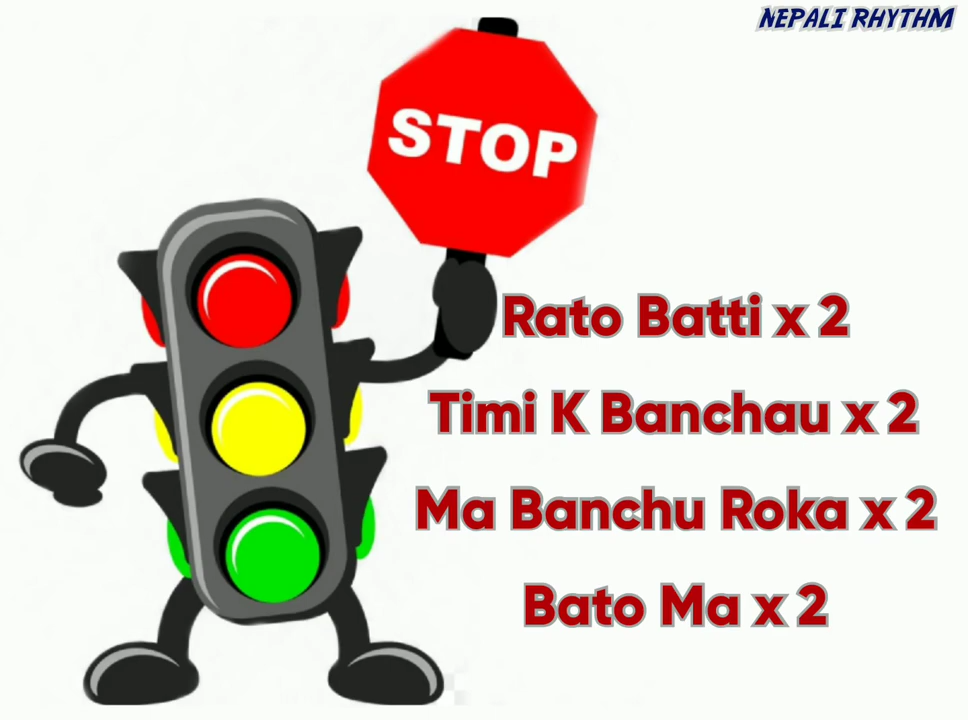 NEPALI RHYTHM
STOP
Rato Batti x 2
Timi K Banchau x 2
Ma Banchu Roka x 2
Bato Ma x 2